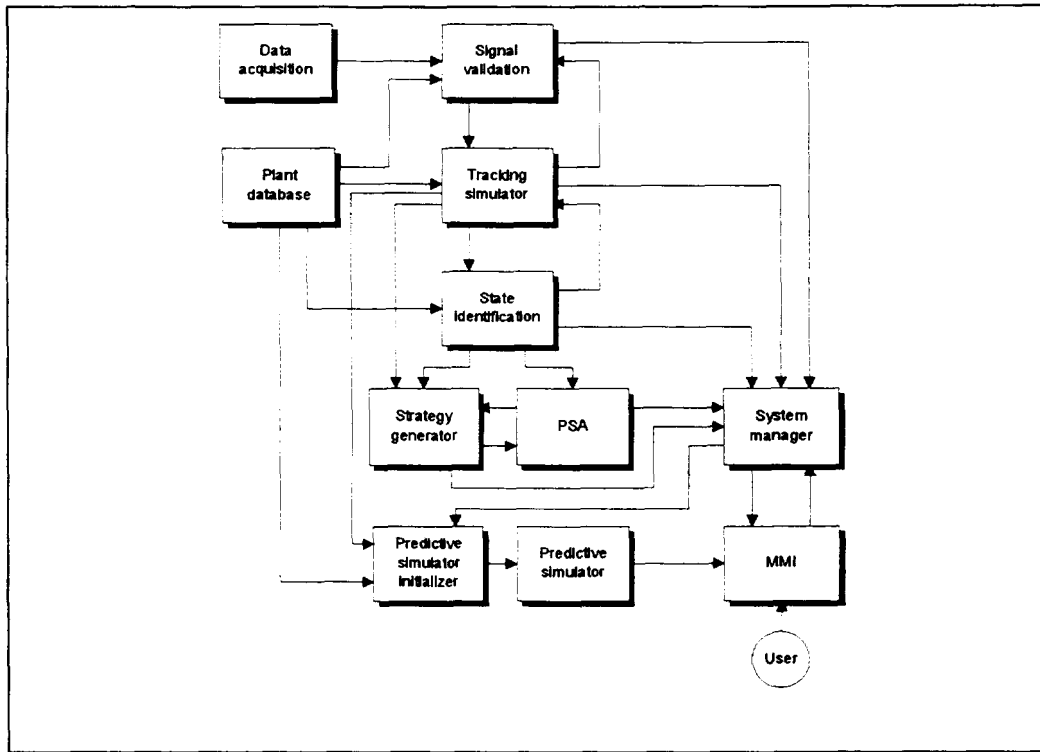 Data
acquisition
Signal
validation
Plant
database
Tracking
simulator
State
identification
Strategy
generator
PSA
System
manager
Predictive
simulator
initializer
Predictive
simulator
MMI
User